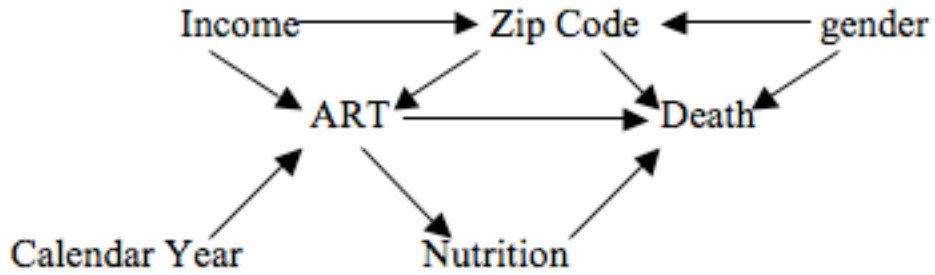 Income Zip Code gender
ART Death
Calendar Year Nutrition